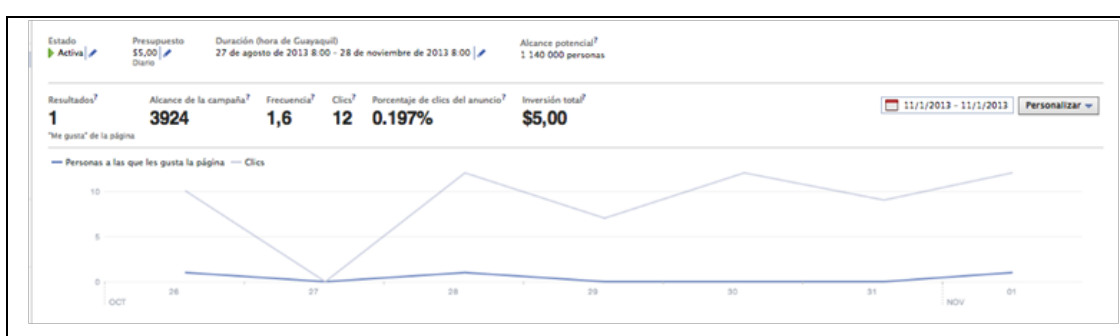 Estado Presupuesto Duración (hora de Guayaquil) Alcance potencial?
Activa $5,00 27 de agosto de 2013 8:00 - 28 de noviembre de 2013 8:00 1 140 000 personas
Diario
Resultados? Alcance de la campaña? Frecuencia? Clics? Porcentaje de clics del anuncio? Inversión total?
1 3924 1,6 12 0.197% $5,00 11/1/2013 - 11/1/2013 Personalizar
"Me gusta" de la página
Personas a las que les gusta la página Clics
10
5
0
26 27 28 29 30 31 01
OCT NOV